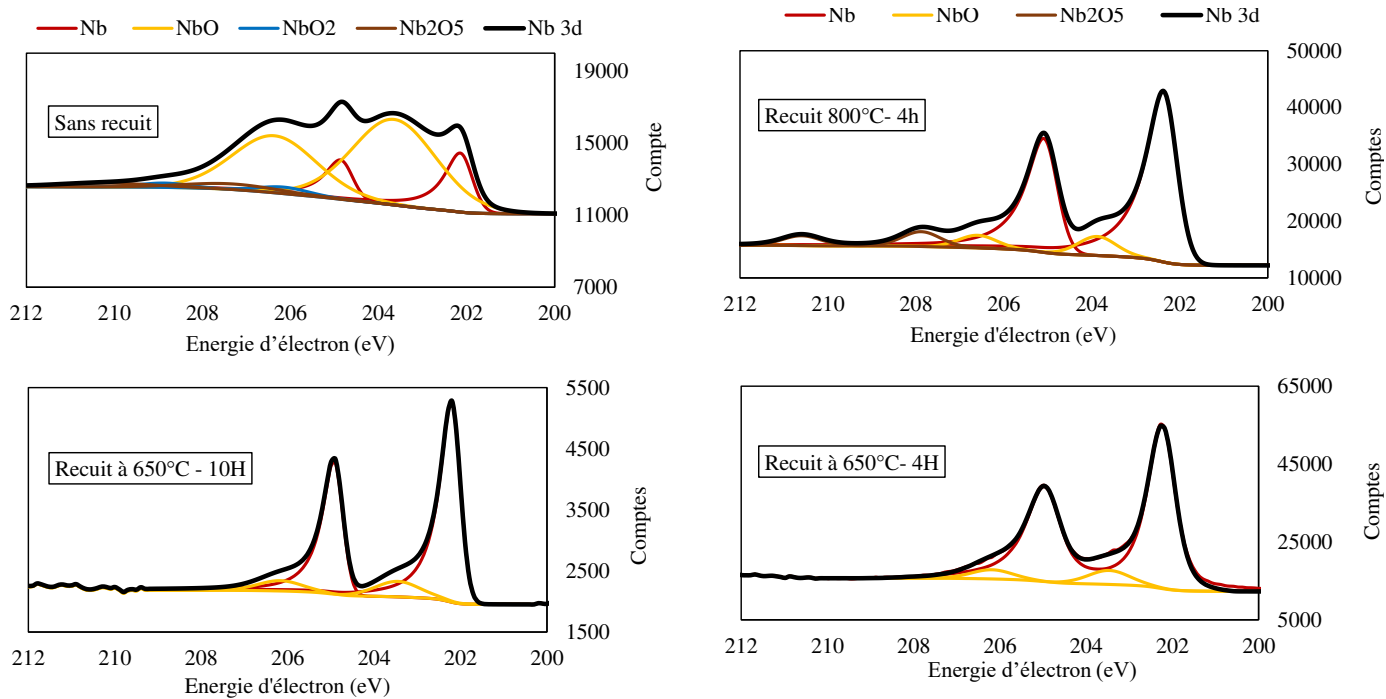 Nb NbO NbO2 Nb2O5 Nb 3d
Sans recuit
19000
15000
11000
7000
Compte
212 210 208 206 204 202 200
Energie d’électron (eV)
Nb NbO Nb2O5 Nb 3d
Recuit 800°C- 4h
50000
40000
30000
20000
10000
Comptes
212 210 208 206 204 202 200
Energie d'électron (eV)
Recuit à 650°C - 10H
5500
4500
3500
2500
1500
Comptes
212 210 208 206 204 202 200
Energie d'électron (eV)
Recuit à 650°C- 4H
65000
45000
25000
5000
Comptes
212 210 208 206 204 202 200
Energie d’électron (eV)